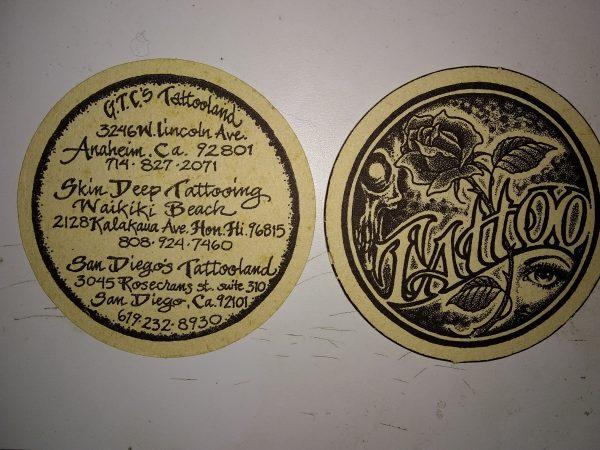 G.T.C.'s Tattooland
3246 W. Lincoln Ave.
Anaheim. Ca. 92801
714 · 827 · 2071
Skin Deep Tattooing
Waikiki Beach
2128 Kalakaua Ave. Hon. Hi. 96815
808 · 924 · 7460
San Diego's Tattooland
3045 Rosecrans st. suite 310
San Diego, Ca. 92101
619 · 232 · 8930
Tattoo